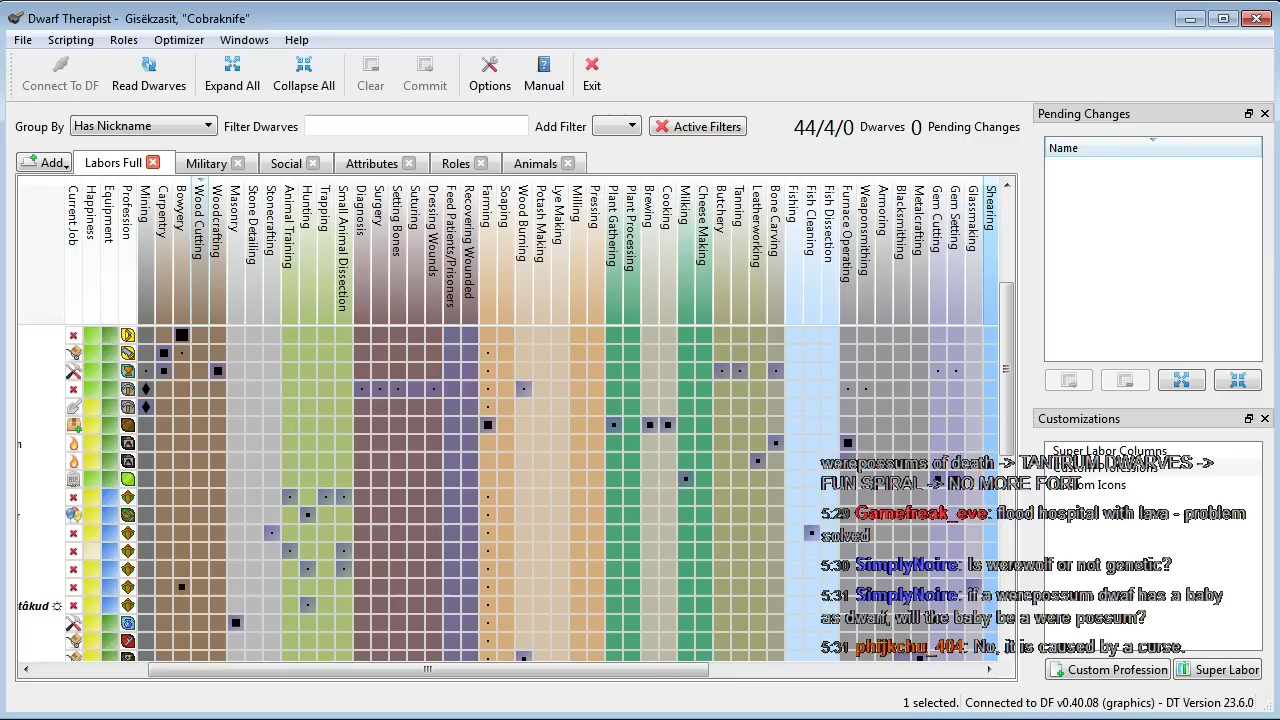 Dwarf Therapist - Gisëkzasit, "Cobraknife"
File Scripting Roles Optimizer Windows Help
Connect To DF Read Dwarves Expand All Collapse All Clear Commit Options Manual Exit
Group By Has Nickname Filter Dwarves Add Filter Active Filters 44/4/0 Dwarves 0 Pending Changes
Add... Labors Full Military Social Attributes Roles Animals
Current Job
Happiness
Equipment
Profession
Mining
Carpentry
Bowery
Wood Cutting
Woodcrafting
Masonry
Stone Detailing
Stonecrafting
Animal Training
Hunting
Trapping
Small Animal Dissection
Diagnosis
Surgery
Setting Bones
Suturing
Dressing Wounds
Feed Patients/Prisoners
Recovering Wounded
Farming
Soaping
Wood Burning
Potash Making
Lye Making
Milling
Pressing
Plant Gathering
Plant Processing
Brewing
Cooking
Milking
Cheese Making
Butchery
Tanning
Leatherworking
Bone Carving
Fishing
Fish Cleaning
Fish Dissection
Furnace Operating
Weaponsmithing
Armoring
Blacksmithing
Metalcrafting
Gem Cutting
Gem Setting
Glassmaking
Shearing
tâkud
Pending Changes
Name
Customizations
Super Labor Columns
Custom Icons
werepossums of death -> TANTRUM DWARVES ->
FUN SPIRAL -> NO MORE FORT
5:29 Gamefreak_eve: flood hospital with lava - problem
solved
5:30 SimplyNoire: Is werewolf or not genetic?
5:31 SimplyNoire: if a werepossum dwaf has a baby
as dwarf, will the baby be a were possum?
5:31 phijkchu_404: No, it is caused by a curse.
Custom Profession Super Labor
1 selected. Connected to DF v0.40.08 (graphics) - DT Version 23.6.0